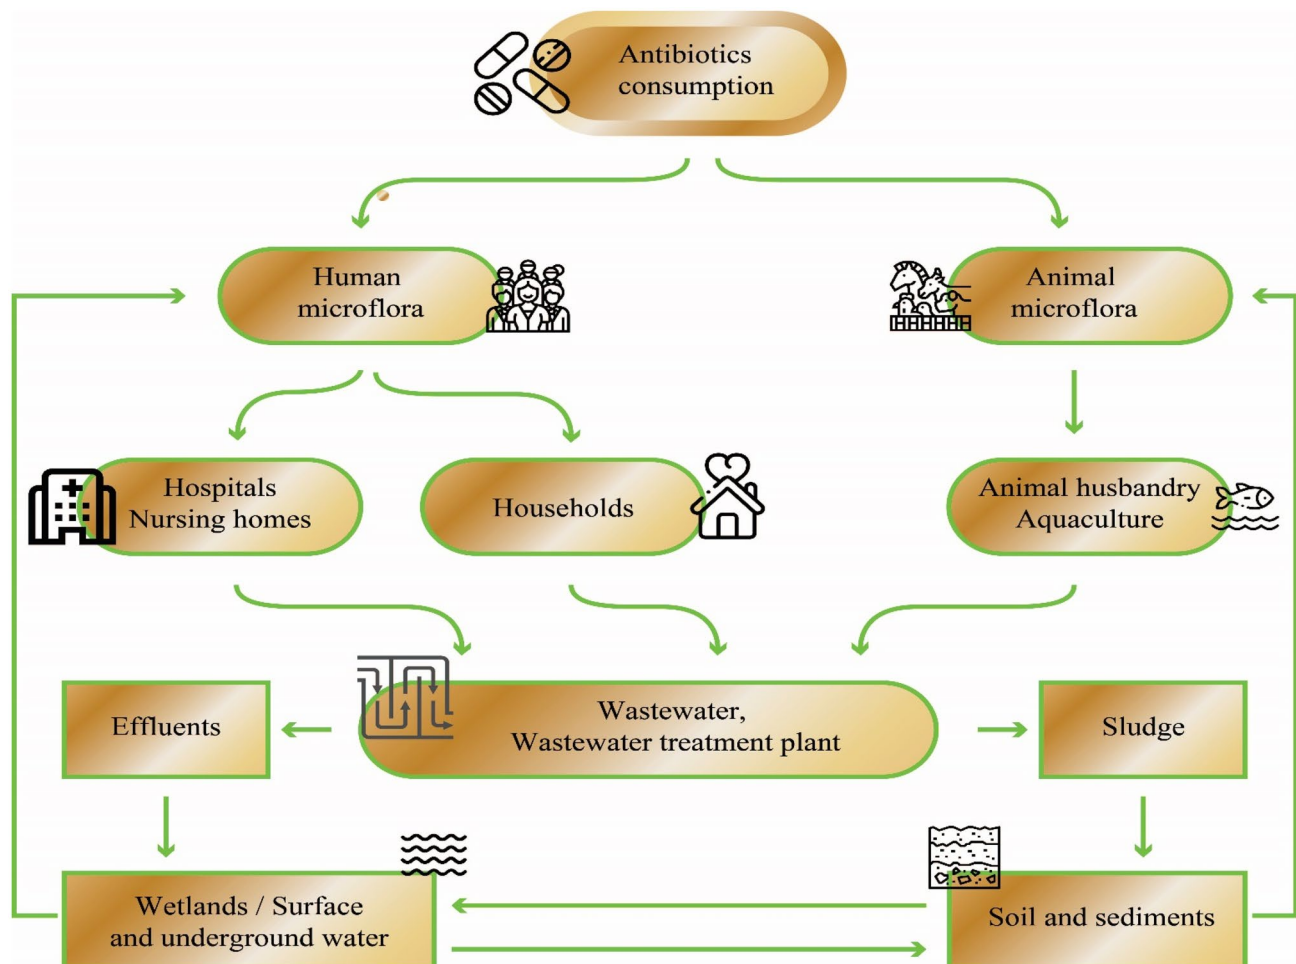 Antibiotics
consumption
Human
microflora
Animal
microflora
Hospitals
Nursing homes
Households
Animal husbandry
Aquaculture
Effluents
Wastewater,
Wastewater treatment plant
Sludge
Wetlands / Surface
and underground water
Soil and sediments